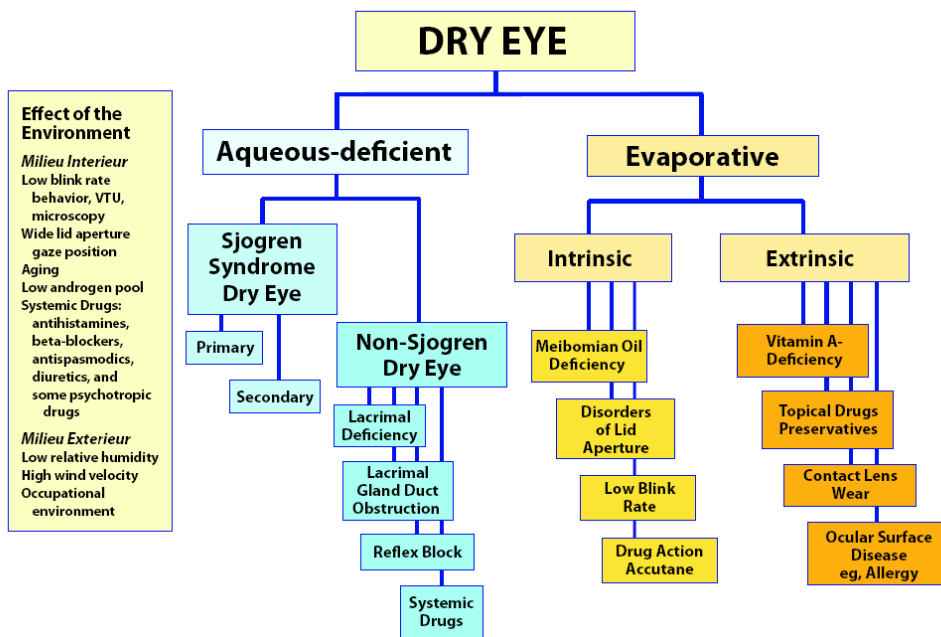 DRY EYE
Effect of the
Environment
Milieu Interieur
Low blink rate
behavior, VTU,
microscopy
Wide lid aperture
gaze position
Aging
Low androgen pool
Systemic Drugs:
antihistamines,
beta-blockers,
antispasmodics,
diuretics, and
some psychotropic
drugs
Milieu Exterieur
Low relative humidity
High wind velocity
Occupational
environment
Aqueous-deficient
Sjogren
Syndrome
Dry Eye
Primary
Secondary
Non-Sjogren
Dry Eye
Lacrimal
Deficiency
Lacrimal
Gland Duct
Obstruction
Reflex Block
Systemic
Drugs
Evaporative
Intrinsic
Meibomian Oil
Deficiency
Disorders
of Lid
Aperture
Low Blink
Rate
Drug Action
Accutane
Extrinsic
Vitamin A-
Deficiency
Topical Drugs
Preservatives
Contact Lens
Wear
Ocular Surface
Disease
eg, Allergy